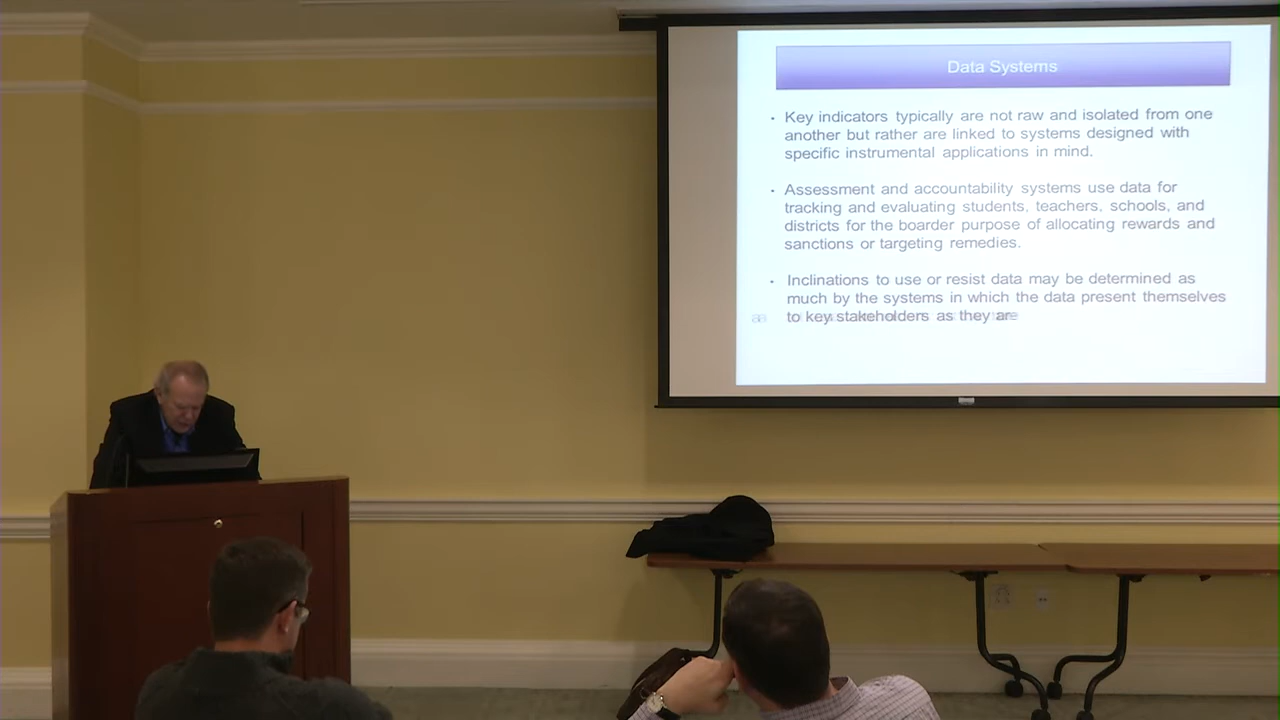 Data Systems
· Key indicators typically are not raw and isolated from one
another but rather are linked to systems designed with
specific instrumental applications in mind.
· Assessment and accountability systems use data for
tracking and evaluating students, teachers, schools, and
districts for the boarder purpose of allocating rewards and
sanctions or targeting remedies.
· Inclinations to use or resist data may be determined as
much by the systems in which the data present themselves
to key stakeholders as they are